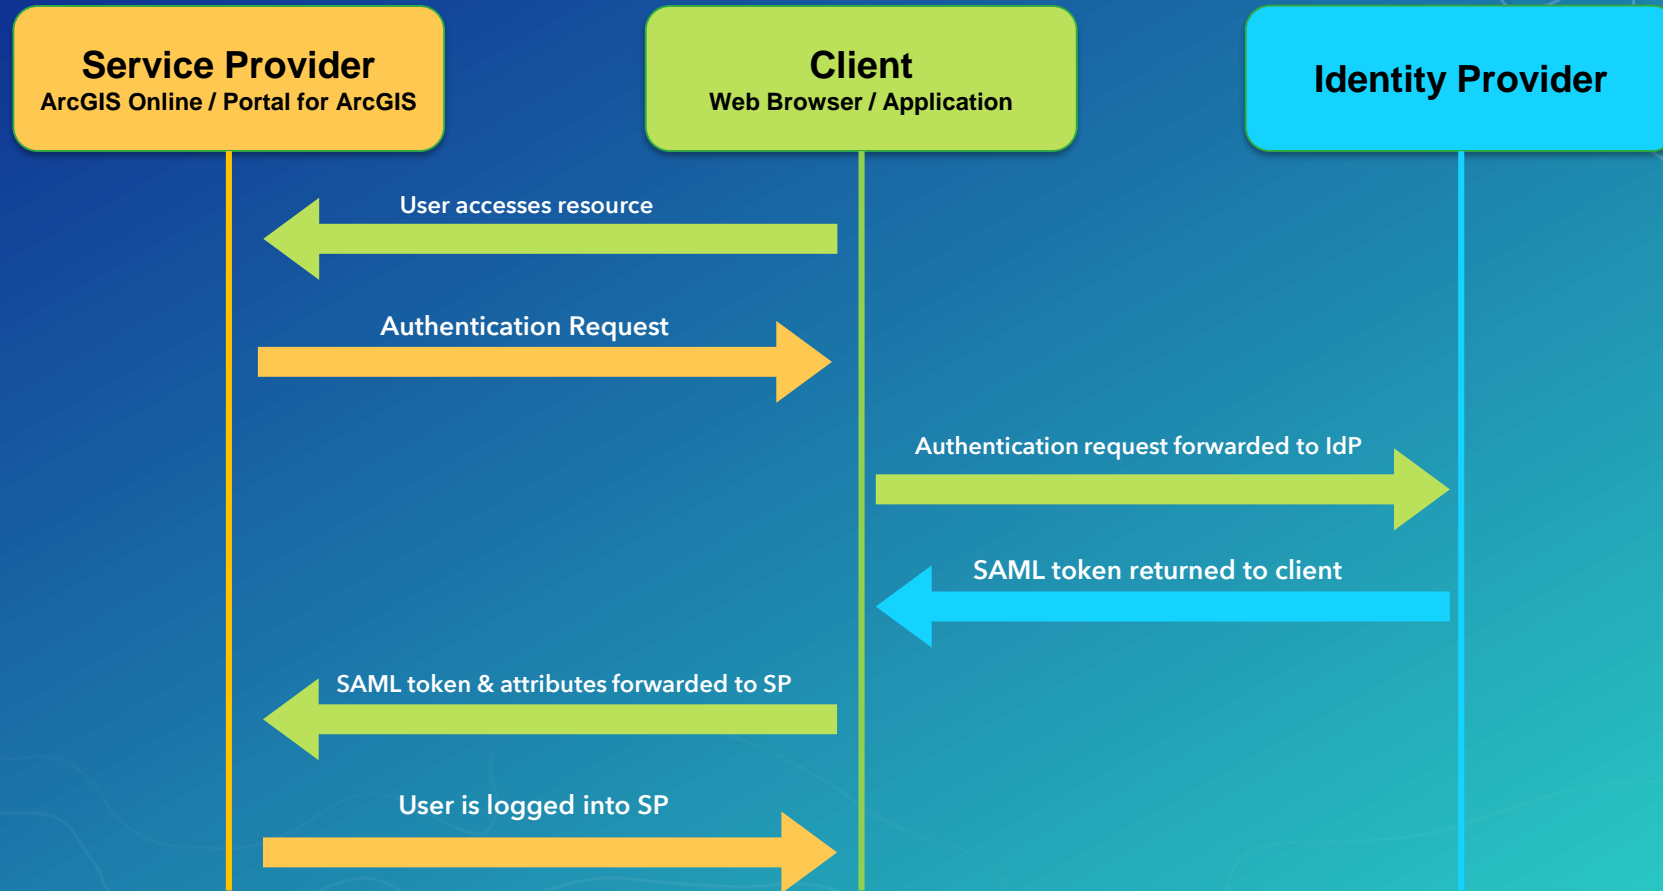 Service Provider
ArcGIS Online / Portal for ArcGIS
Client
Web Browser / Application
Identity Provider
User accesses resource
Authentication Request
Authentication request forwarded to IdP
SAML token returned to client
SAML token & attributes forwarded to SP
User is logged into SP